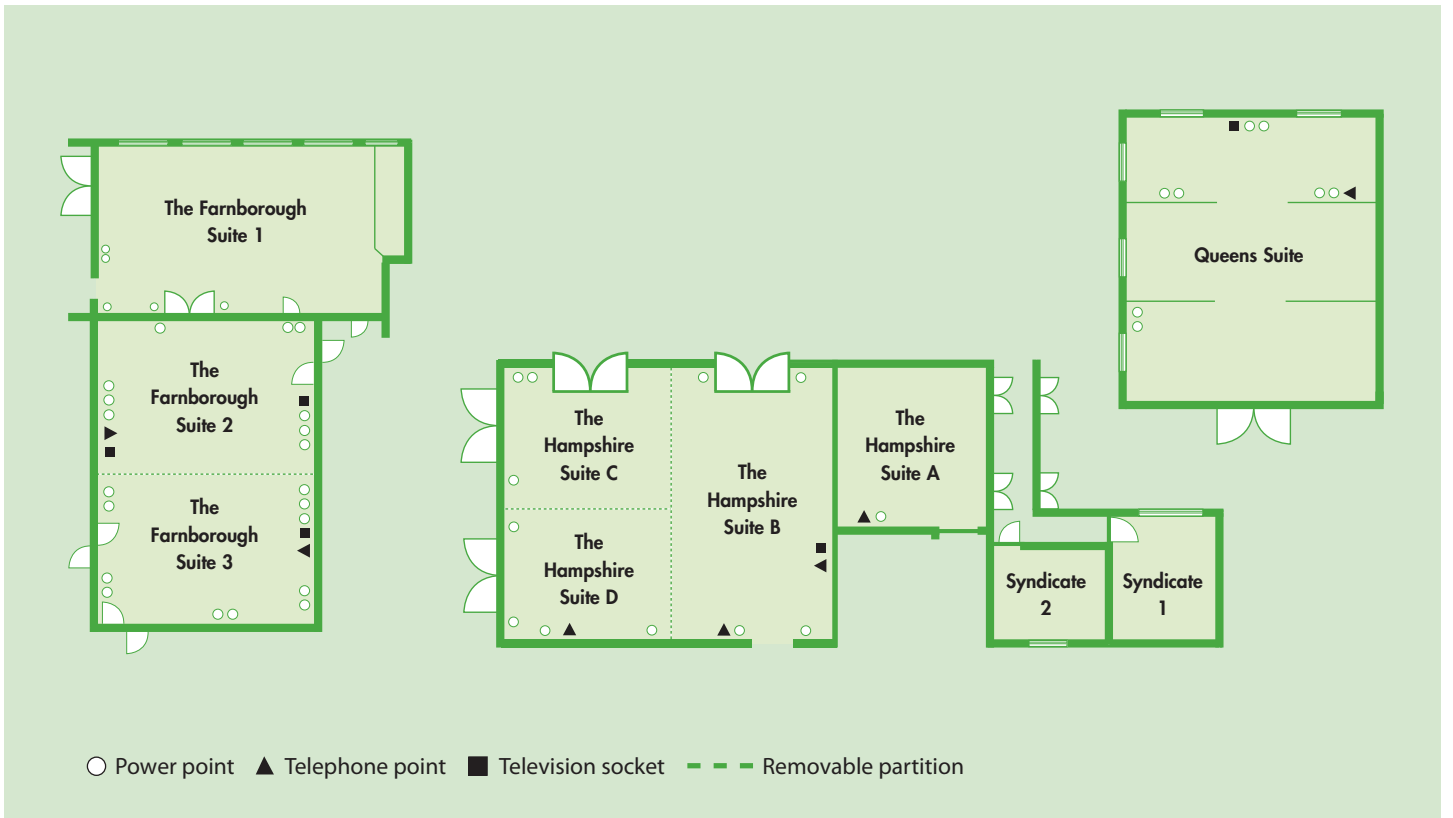 The Farnborough
Suite 1
The
Farnborough
Suite 2
The
Farnborough
Suite 3
The
Hampshire
Suite C
The
Hampshire
Suite D
The
Hampshire
Suite B
The
Hampshire
Suite A
Syndicate
2
Syndicate
1
Queens Suite
Power point
Telephone point
Television socket
Removable partition